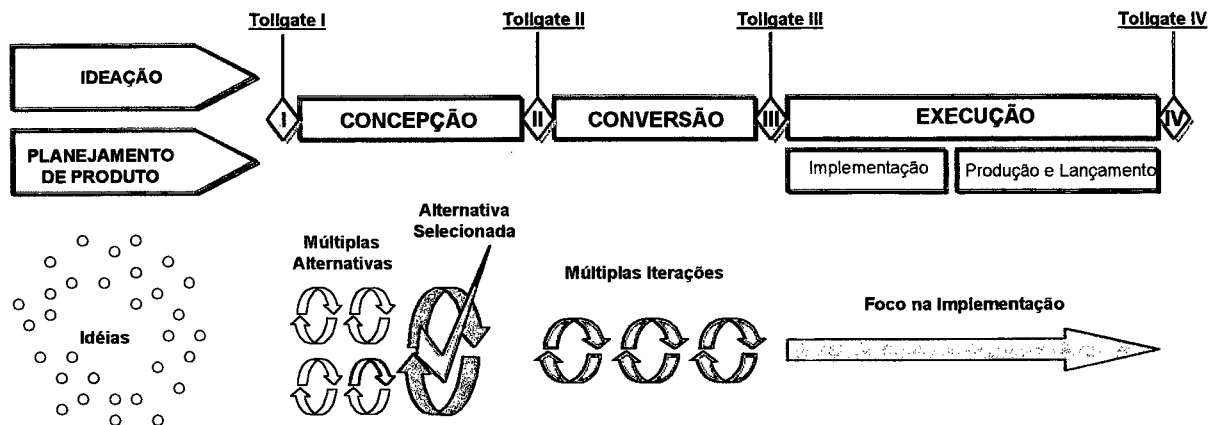 Tollgate I
Tollgate II
Tollgate III
Tollgate IV
IDEAÇÃO
PLANEJAMENTO
DE PRODUTO
I
CONCEPÇÃO
II
CONVERSÃO
III
EXECUÇÃO
IV
Implementação
Produção e Lançamento
Idéias
Múltiplas
Alternativas
Alternativa
Selecionada
Múltiplas Iterações
Foco na Implementação